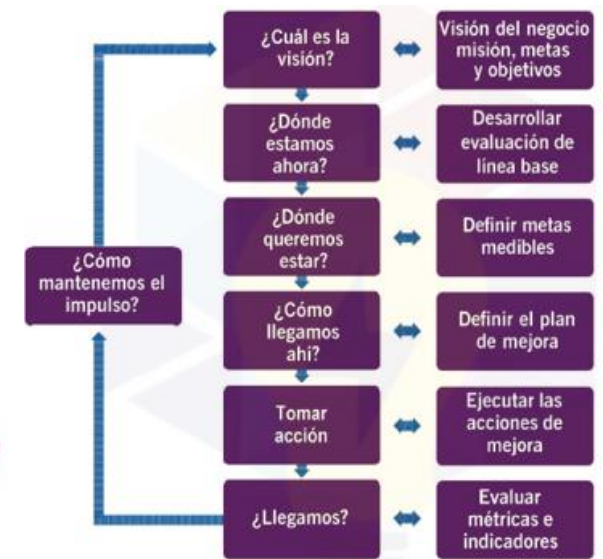 ¿Cuál es la
visión?
Visión del negocio
misión, metas
y objetivos
¿Dónde
estamos
ahora?
Desarrollar
evaluación de
línea base
¿Dónde
queremos
estar?
Definir metas
medibles
¿Cómo
mantenemos el
impulso?
¿Cómo
llegamos
ahí?
Definir el plan
de mejora
Tomar
acción
Ejecutar las
acciones de
mejora
¿Llegamos?
Evaluar
métricas e
indicadores